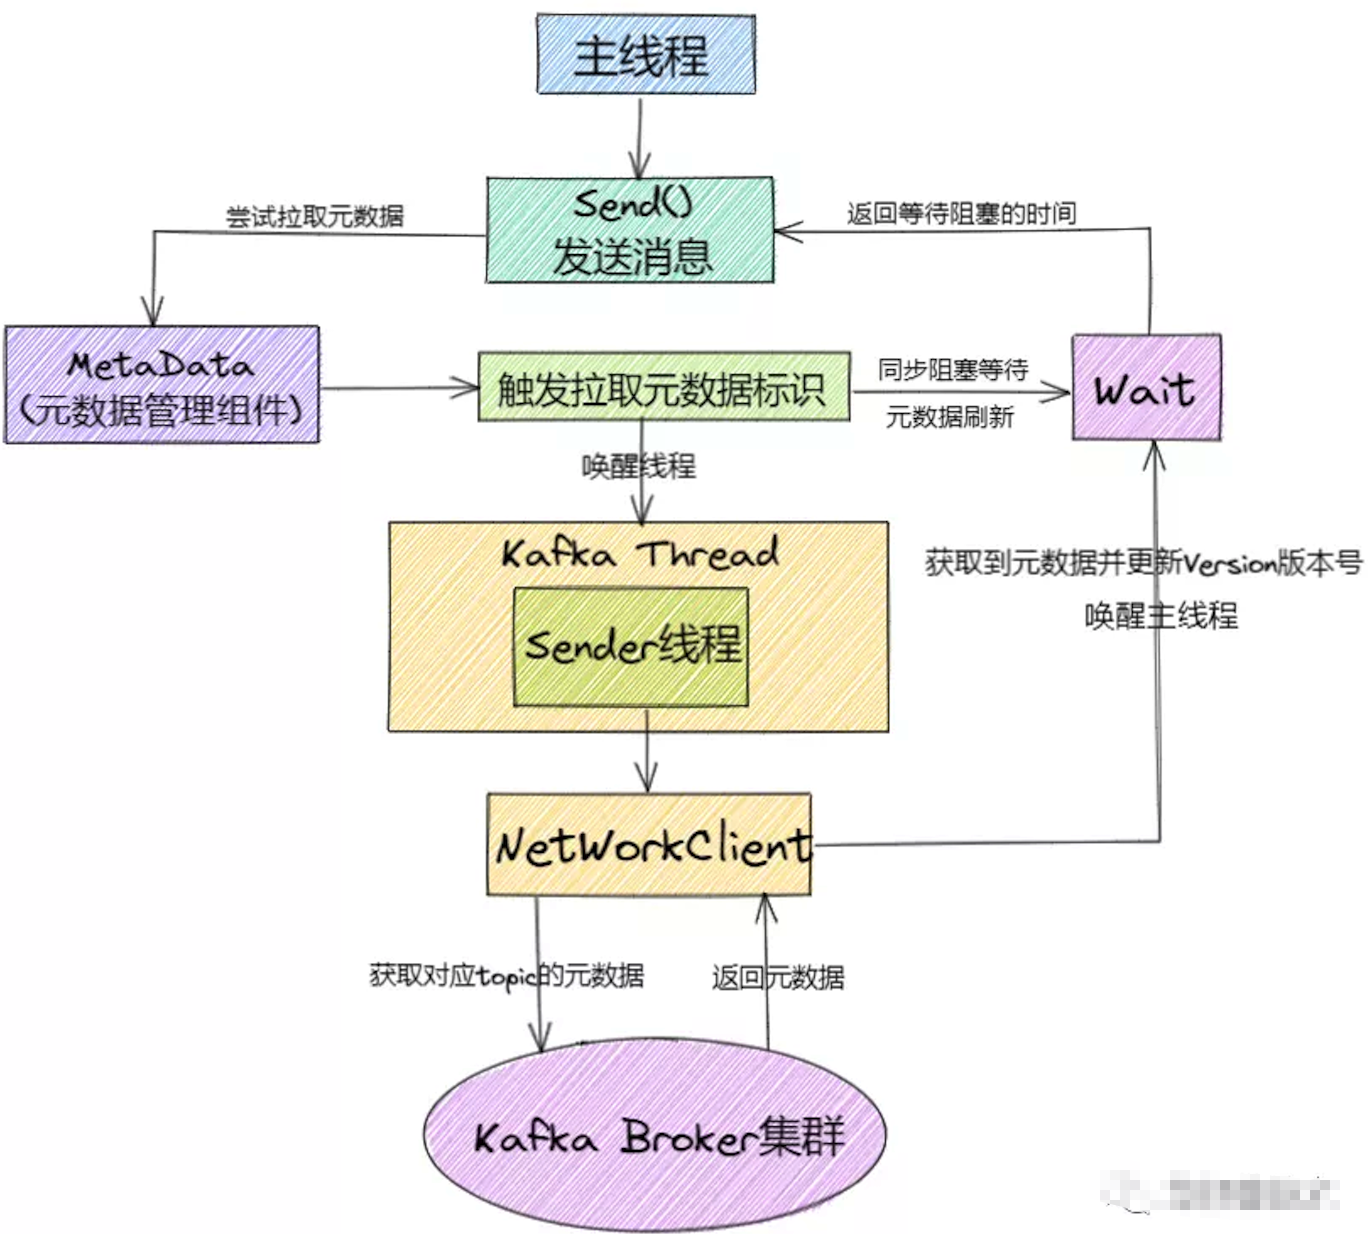 主线程
Send()
发送消息
尝试拉取元数据
返回等待阻塞的时间
MetaData
(元数据管理组件)
触发拉取元数据标识
同步阻塞等待
元数据刷新
Wait
唤醒线程
Kafka Thread
Sender线程
获取到元数据并更新Version版本号
唤醒主线程
NetWorkClient
获取对应topic的元数据
返回元数据
Kafka Broker集群